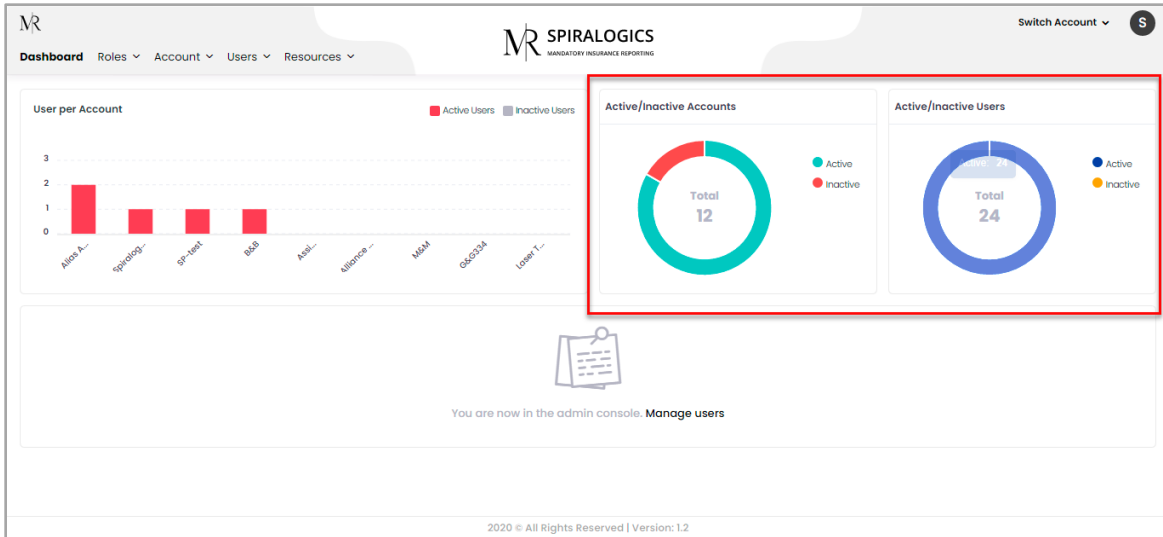 MR
Switch Account
S
SPIRALOGICS
MR
MANDATORY INSURANCE REPORTING
Dashboard Roles Account Users Resources
User per Account
Active Users Inactive Users
3
2
1
0
Alias A...
Spiralog...
SP-test
B&B
Assi...
Alliance ...
M&M
G&G334
Laser T...
Active/Inactive Accounts
Active
Inactive
Total
12
Active/Inactive Users
Active: 24
Active
Inactive
Total
24
You are now in the admin console. Manage users
2020 © All Rights Reserved | Version: 1.2